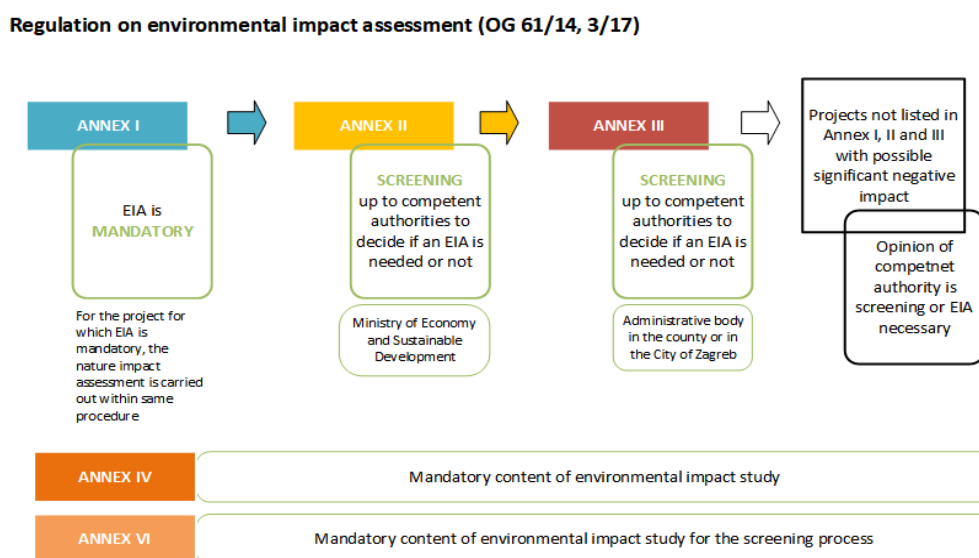 Regulation on environmental impact assessment (OG 61/14, 3/17)
ANNEX I
EIA is
MANDATORY
For the project for
which EIA is
mandatory, the
nature impact
assessment is carried
out within same
procedure
ANNEX II
SCREENING
up to competent
authorities to
decide if an EIA is
needed or not
Ministry of Economy
and Sustainable
Development
ANNEX III
SCREENING
up to competent
authorities to
decide if an EIA is
needed or not
Administrative body
in the county or in
the City of Zagreb
Projects not listed in
Annex I, II and III
with possible
significant negative
impact
Opinion of
competnet
authority is
screening or EIA
necessary
ANNEX IV
Mandatory content of environmental impact study
ANNEX VI
Mandatory content of environmental impact study for the screening process